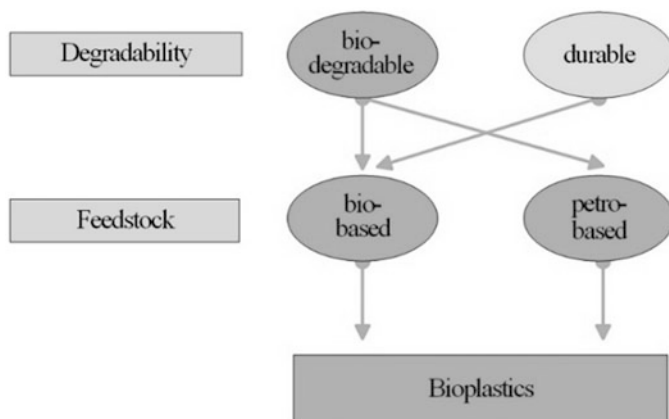 Degradability
bio-
degradable
durable
Feedstock
bio-
based
petro-
based
Bioplastics